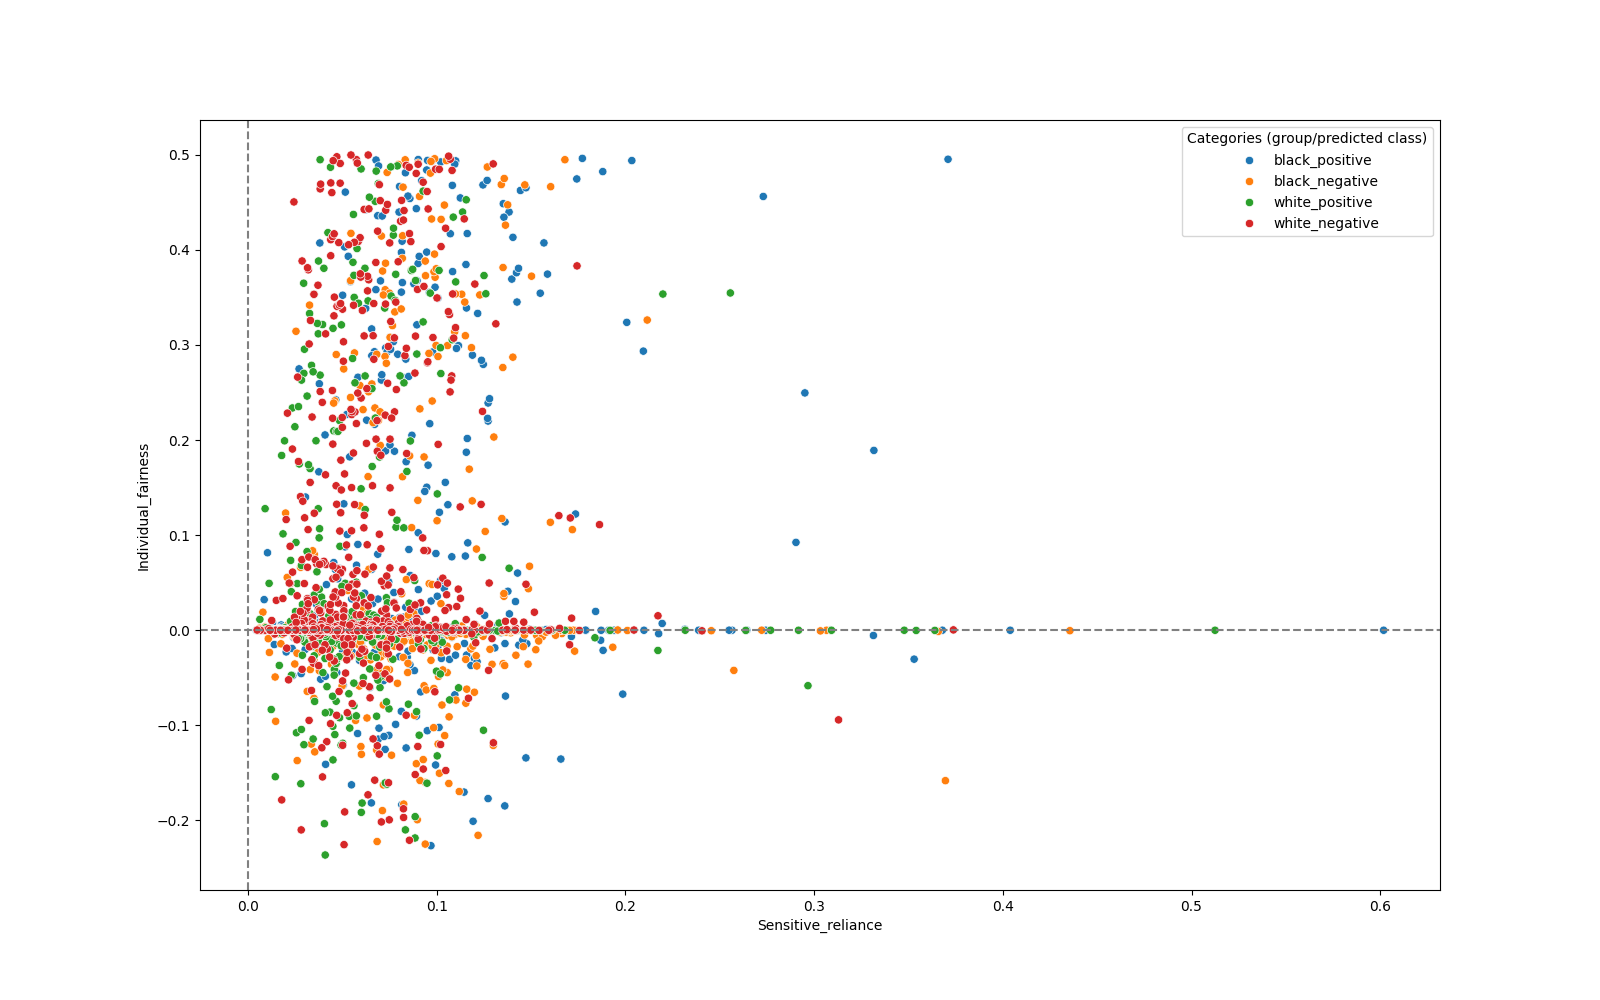 Categories (group/predicted class)
black_positive
black_negative
white_positive
white_negative
0.5
0.4
0.3
0.2
0.1
0.0
−0.1
−0.2
Individual_fairness
0.0 0.1 0.2 0.3 0.4 0.5 0.6
Sensitive_reliance